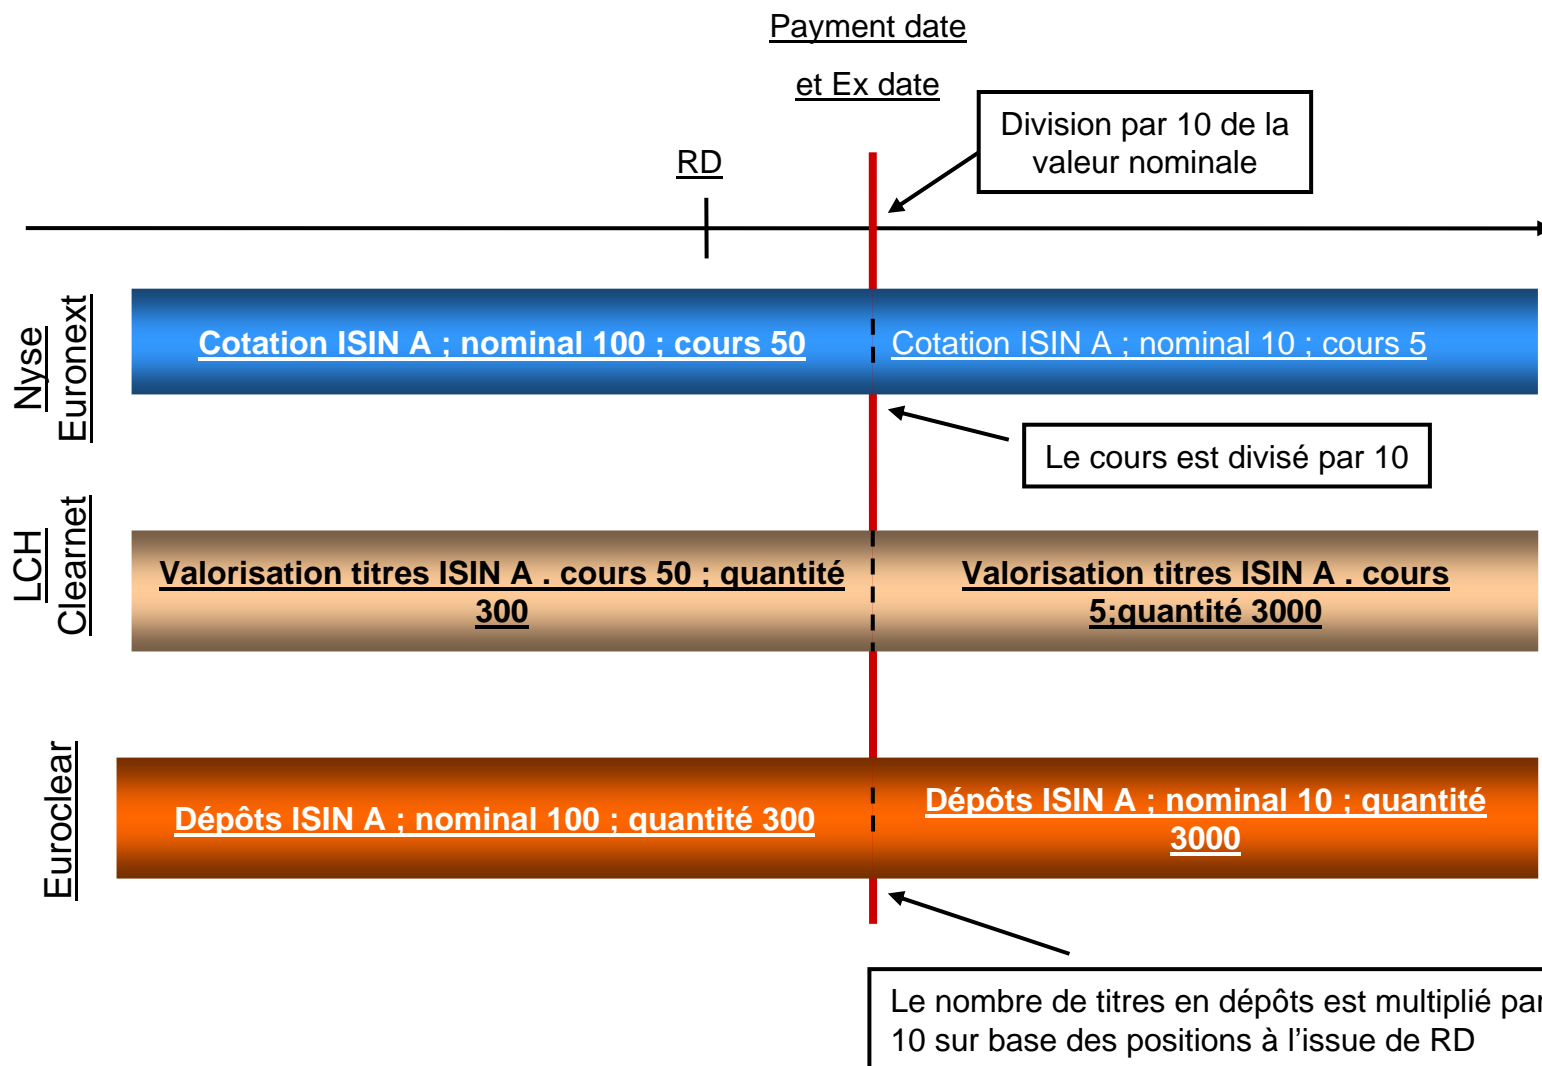 Payment date
et Ex date
Division par 10 de la
valeur nominale
RD
Nyse
Euronext
Cotation ISIN A ; nominal 100 ; cours 50
Cotation ISIN A ; nominal 10 ; cours 5
Le cours est divisé par 10
LCH
Clearnet
Valorisation titres ISIN A . cours 50 ; quantité
300
Valorisation titres ISIN A . cours
5;quantité 3000
Euroclear
Dépôts ISIN A ; nominal 100 ; quantité 300
Dépôts ISIN A ; nominal 10 ; quantité
3000
Le nombre de titres en dépôts est multiplié par
10 sur base des positions à l’issue de RD